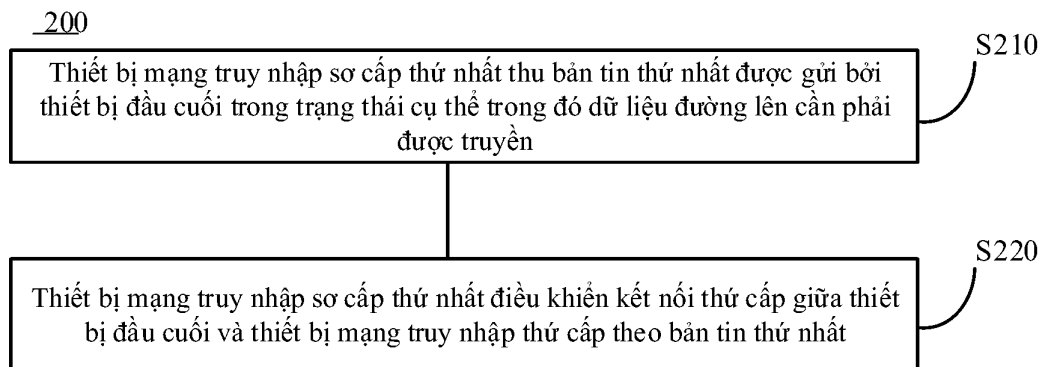 200
S210
Thiết bị mạng truy nhập sơ cấp thứ nhất thu bản tin thứ nhất được gửi bởi
thiết bị đầu cuối trong trạng thái cụ thể trong đó dữ liệu đường lên cần phải
được truyền
S220
Thiết bị mạng truy nhập sơ cấp thứ nhất điều khiển kết nối thứ cấp giữa thiết
bị đầu cuối và thiết bị mạng truy nhập thứ cấp theo bản tin thứ nhất